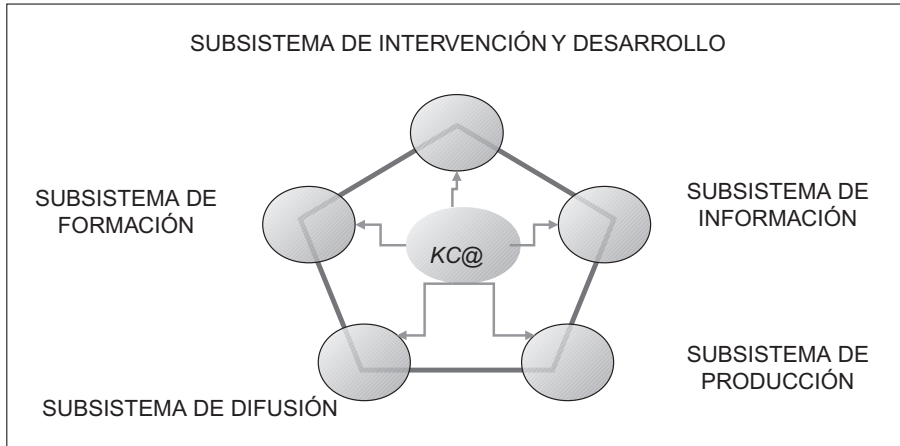 SUBSISTEMA DE INTERVENCIÓN Y DESARROLLO
SUBSISTEMA DE
FORMACIÓN
SUBSISTEMA DE
INFORMACIÓN
KC@
SUBSISTEMA DE
PRODUCCIÓN
SUBSISTEMA DE DIFUSIÓN